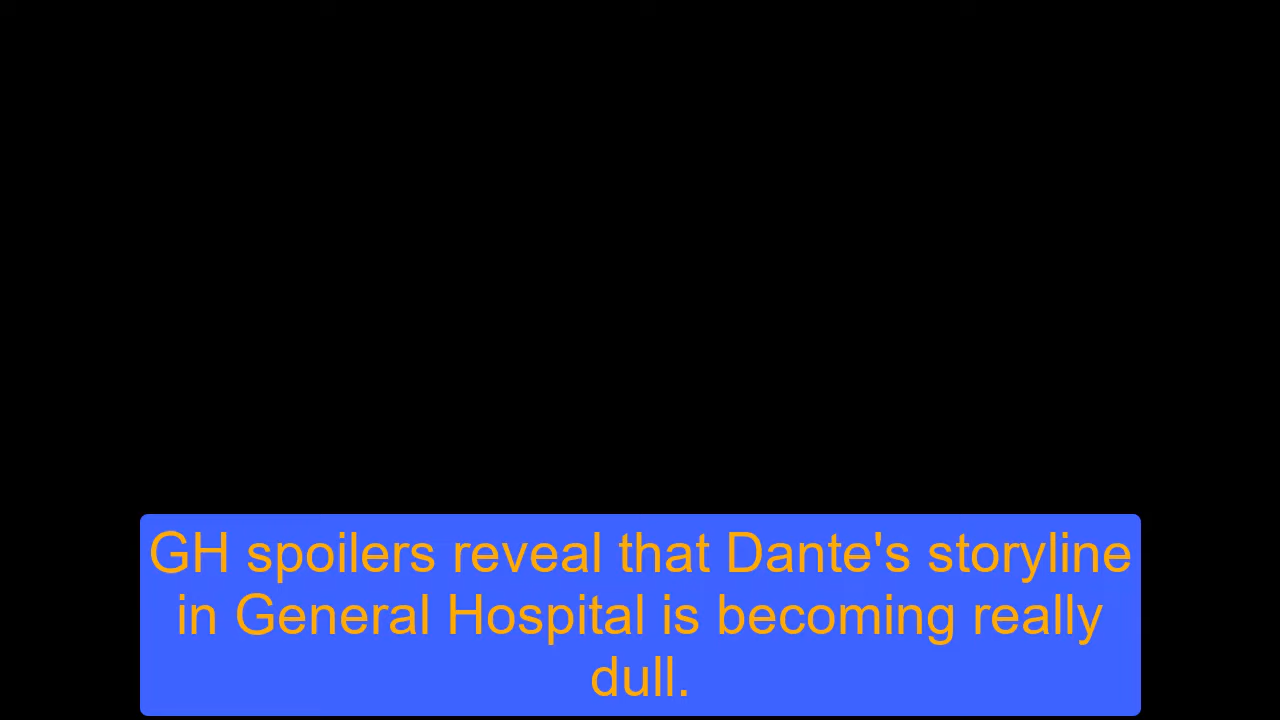 GH spoilers reveal that Dante's storyline
in General Hospital is becoming really
dull.